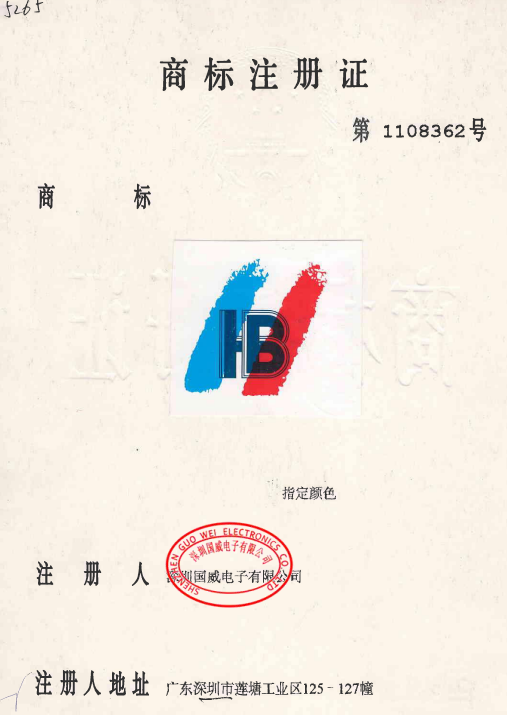 5265
商标注册证
第 1108362号
商 标
HB
指定颜色
SHENZHEN GUO WEI ELECTRONICS CO., LTD
深圳国威电子有限公司
注 册 人 深圳国威电子有限公司
注册人地址 广东深圳市莲塘工业区125-127幢